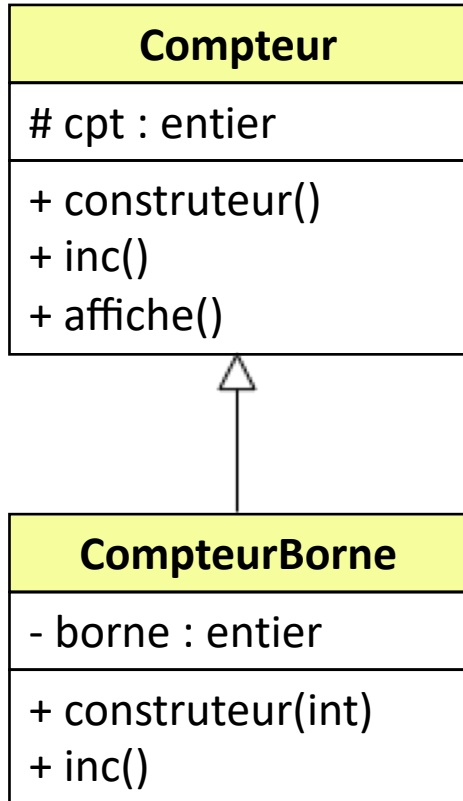 Compteur
# cpt : entier
+ construteur()
+ inc()
+ affiche()
CompteurBorne
- borne : entier
+ construteur(int)
+ inc()